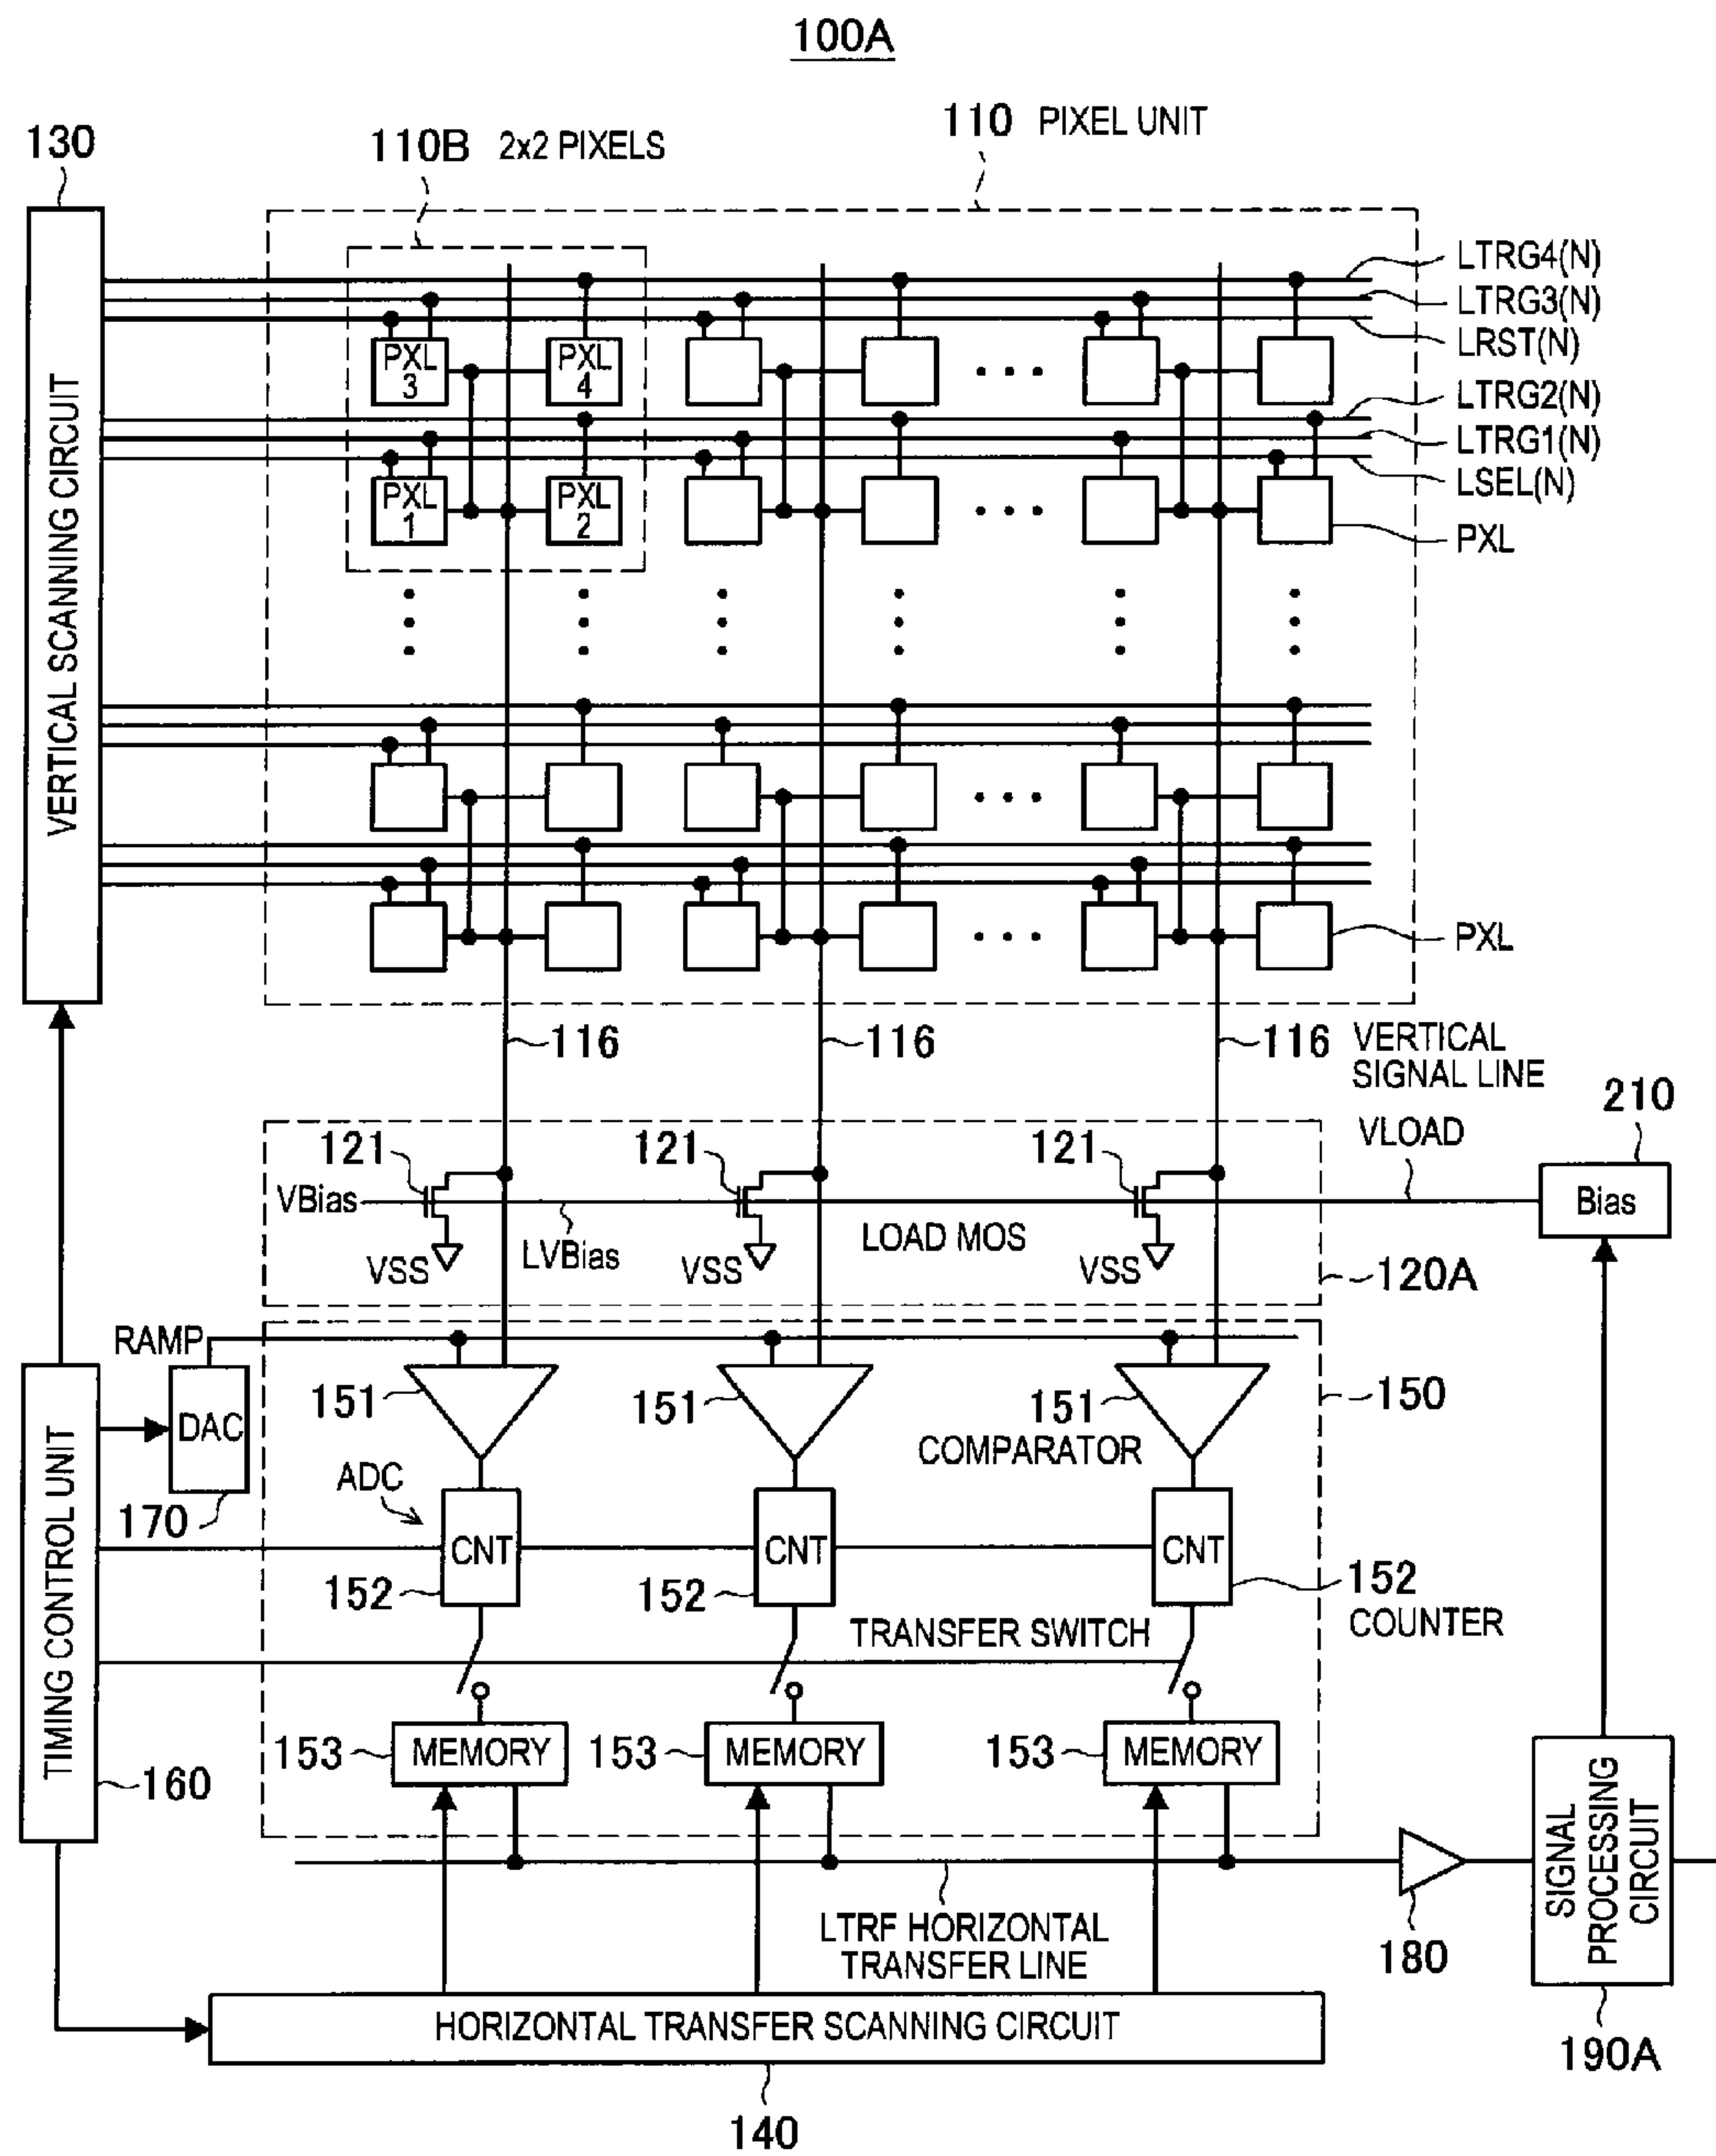 100A
130
110B 2x2 PIXELS
110 PIXEL UNIT
VERTICAL SCANNING CIRCUIT
LTRG4(N)
LTRG3(N)
LRST(N)
PXL
3
PXL
4
LTRG2(N)
LTRG1(N)
LSEL(N)
PXL
1
PXL
2
PXL
PXL
116
116
116
VERTICAL
SIGNAL LINE
210
VLOAD
121
121
121
VBias
Bias
LVBias
LOAD MOS
VSS
VSS
VSS
120A
RAMP
DAC
170
151
151
151
COMPARATOR
150
TIMING CONTROL UNIT
160
ADC
CNT
CNT
CNT
152
152
152
COUNTER
TRANSFER SWITCH
153
MEMORY
153
MEMORY
153
MEMORY
SIGNAL
PROCESSING
CIRCUIT
LTRF HORIZONTAL
TRANSFER LINE
180
190A
HORIZONTAL TRANSFER SCANNING CIRCUIT
140